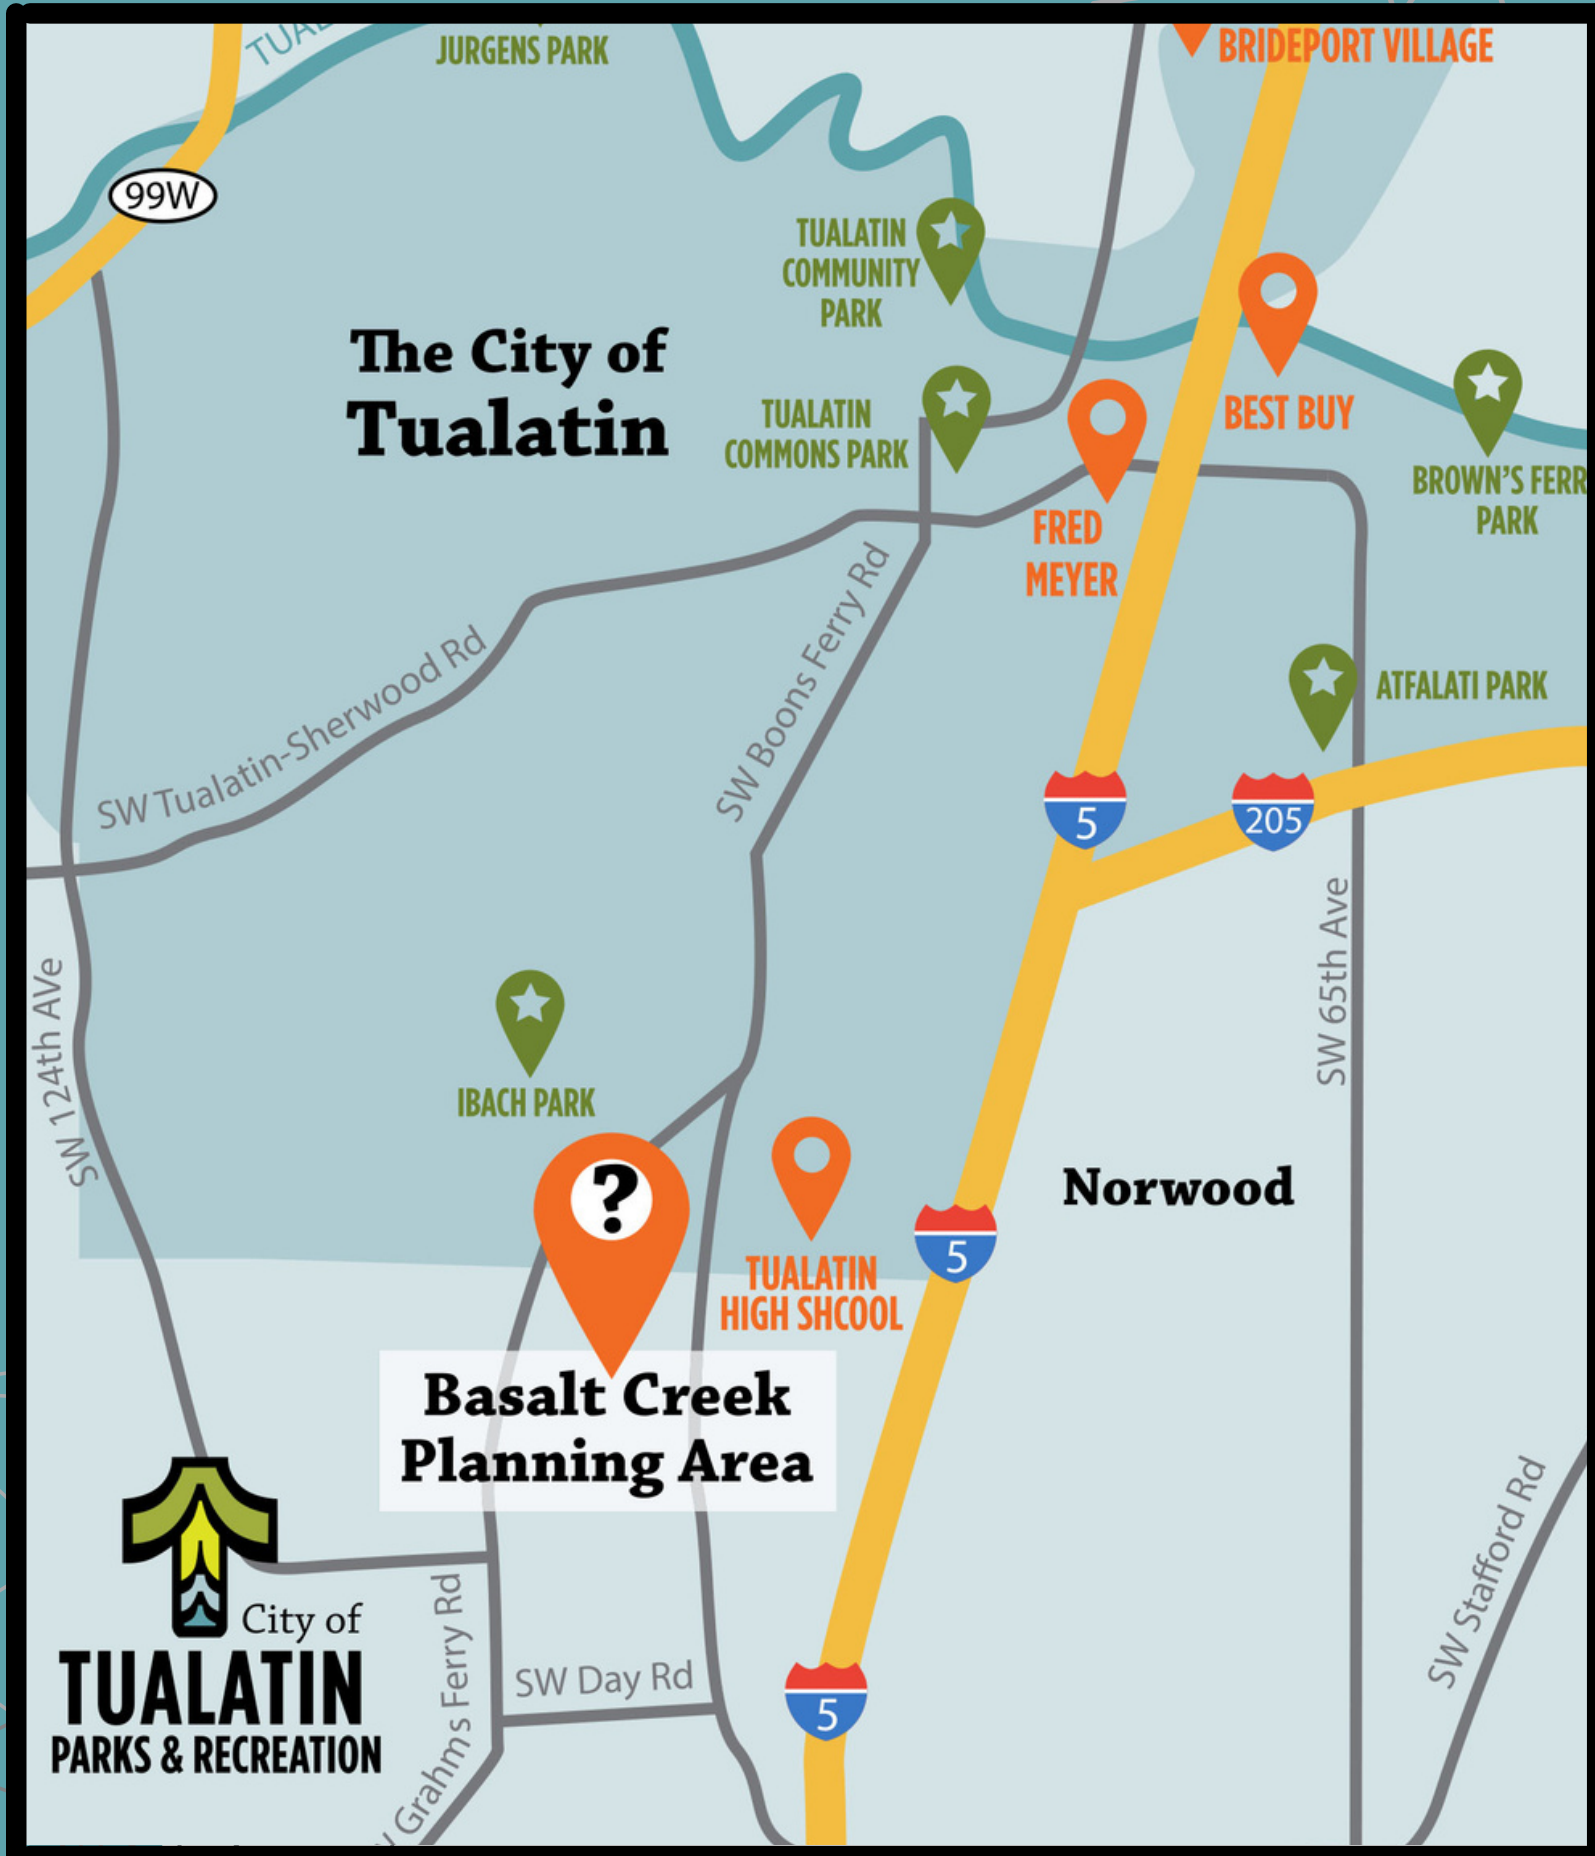 TUAL
JURGENS PARK
BRIDEPORT VILLAGE
99W
TUALATIN
COMMUNITY
PARK
The City of
Tualatin
TUALATIN
COMMONS PARK
BEST BUY
BROWN'S FERR
PARK
FRED
MEYER
SW Boons Ferry Rd
SW Tualatin-Sherwood Rd
ATFALATI PARK
5
205
SW 65th Ave
SW 124th AVe
IBACH PARK
?
Norwood
5
TUALATIN
HIGH SHCOOL
Basalt Creek
Planning Area
SW Stafford Rd
City of
TUALATIN
PARKS & RECREATION
Grahms Ferry Rd
SW Day Rd
5